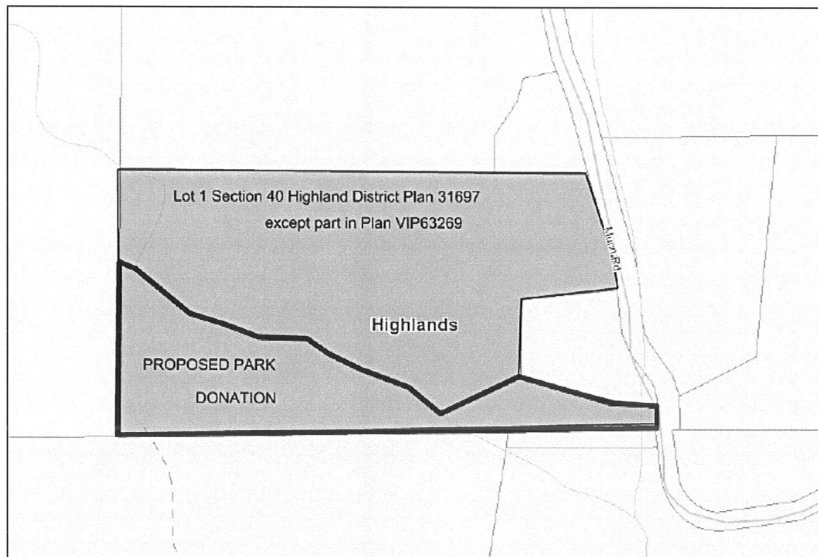 Lot 1 Section 40 Highland District Plan 31697
except part in Plan VIP63269
Munn Rd
Highlands
PROPOSED PARK
DONATION